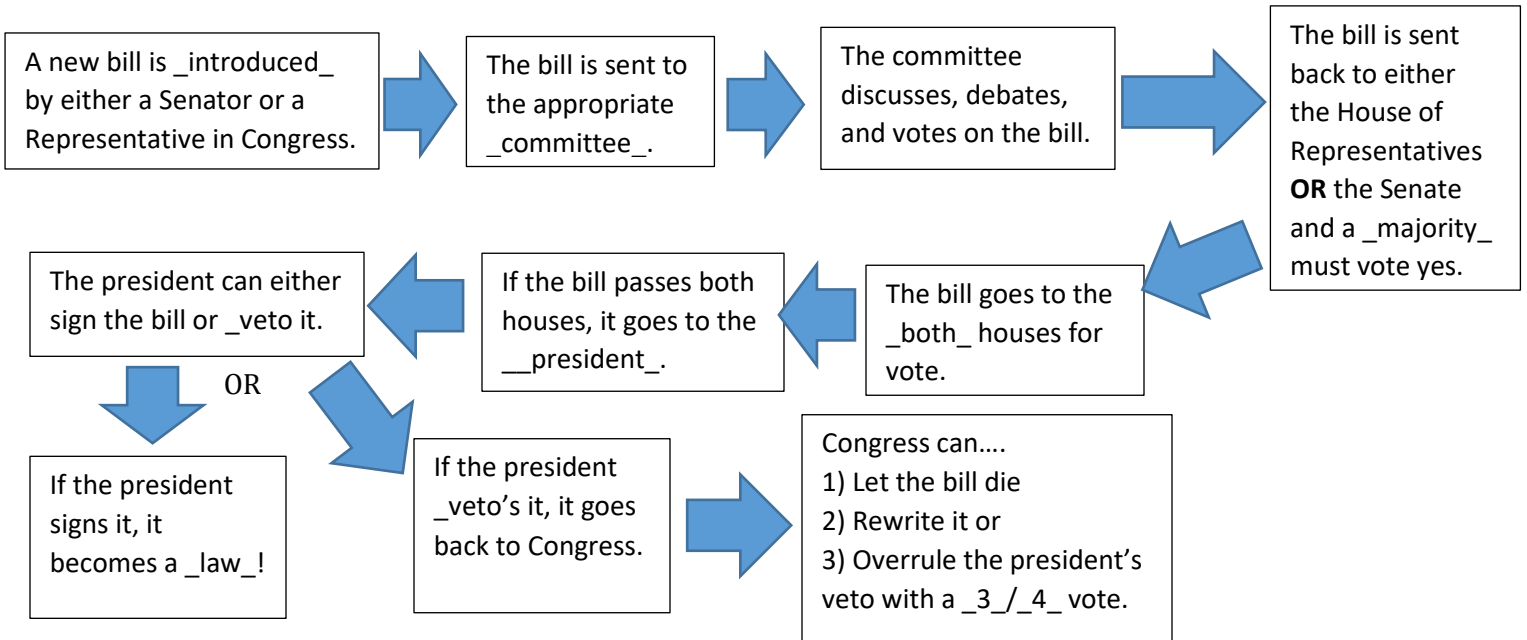 A new bill is _introduced_
by either a Senator or a
Representative in Congress.
The bill is sent to
the appropriate
_committee_.
The committee
discusses, debates,
and votes on the bill.
The bill is sent
back to either
the House of
Representatives
OR the Senate
and a _majority_
must vote yes.
The bill goes to the
_both_ houses for
vote.
If the bill passes both
houses, it goes to the
__president_.
The president can either
sign the bill or _veto it.
OR
If the president
signs it, it
becomes a _law_!
If the president
_veto's it, it goes
back to Congress.
Congress can….
1) Let the bill die
2) Rewrite it or
3) Overrule the president's
veto with a _3_/_4_ vote.